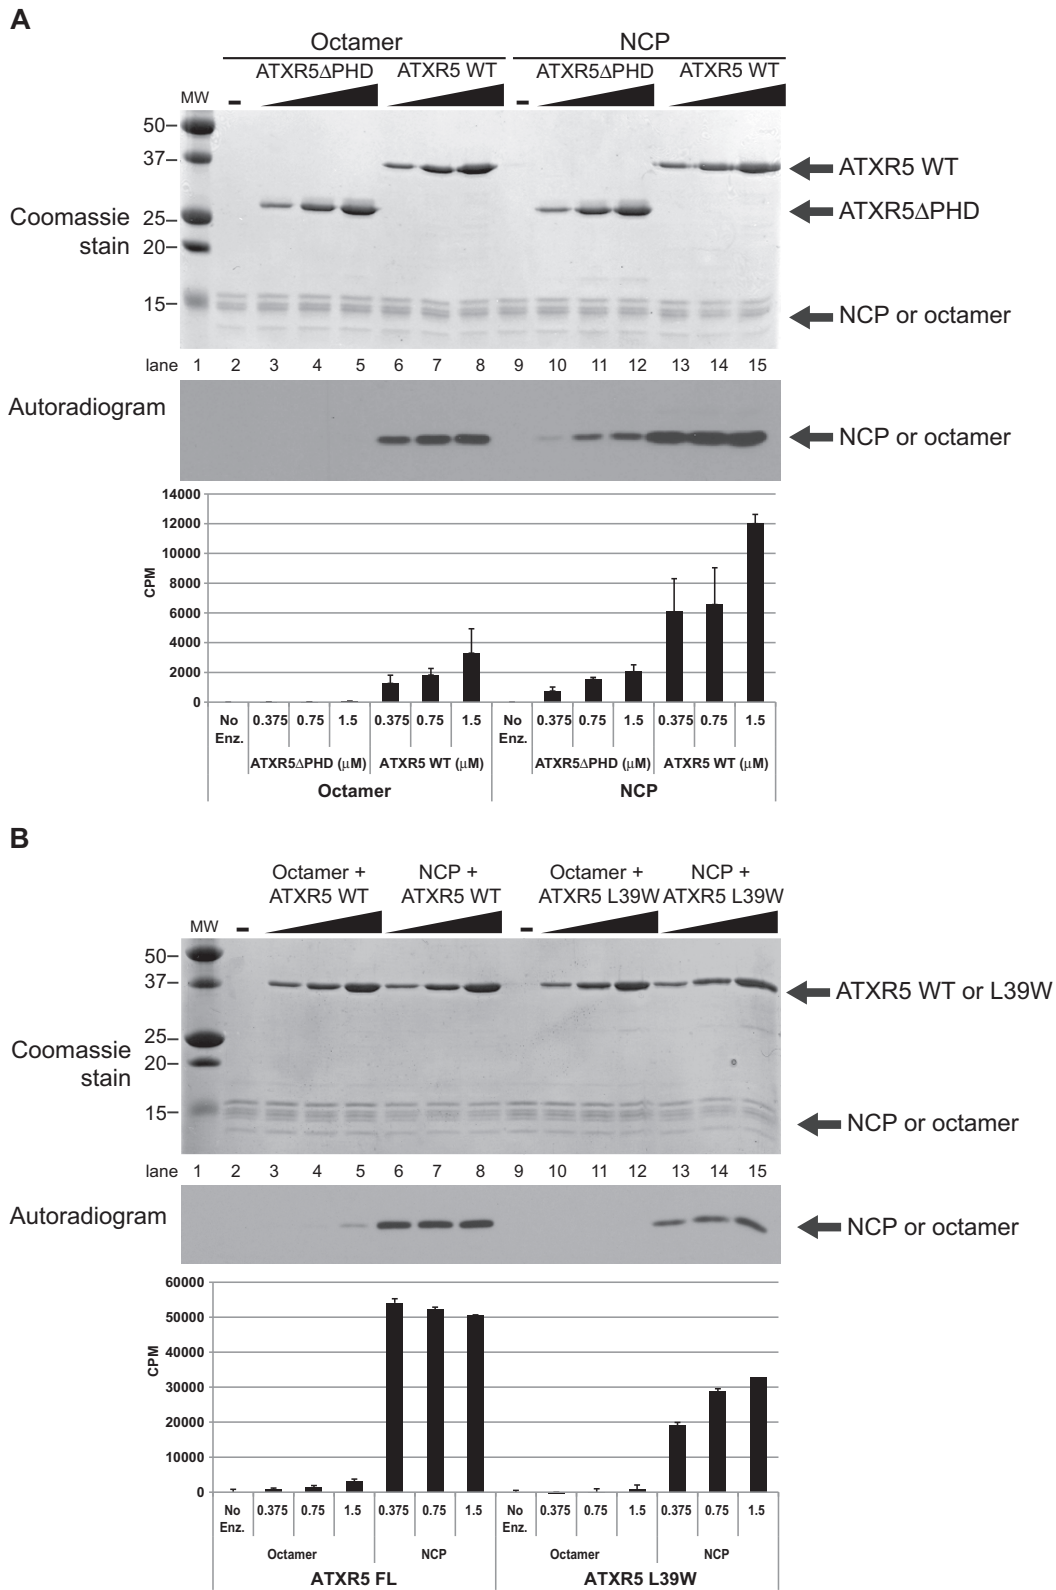 A
Octamer NCP
ATXR5ΔPHD ATXR5 WT ATXR5ΔPHD ATXR5 WT
MW - -
50–
37–
ATXR5 WT
Coomassie stain
25–
ATXR5ΔPHD
20–
15–
NCP or octamer
lane 1 2 3 4 5 6 7 8 9 10 11 12 13 14 15
Autoradiogram
NCP or octamer
14000
12000
10000
8000
6000
4000
2000
0
CPM
No Enz. 0.375 0.75 1.5 0.375 0.75 1.5 No Enz. 0.375 0.75 1.5 0.375 0.75 1.5
ATXR5ΔPHD (μM) ATXR5 WT (μM) ATXR5ΔPHD (μM) ATXR5 WT (μM)
Octamer NCP
B
Octamer + NCP + Octamer + NCP +
ATXR5 WT ATXR5 WT ATXR5 L39W ATXR5 L39W
MW - -
50–
37–
ATXR5 WT or L39W
25–
Coomassie stain
20–
15–
NCP or octamer
lane 1 2 3 4 5 6 7 8 9 10 11 12 13 14 15
Autoradiogram
NCP or octamer
60000
50000
40000
30000
20000
10000
0
CPM
No Enz. 0.375 0.75 1.5 0.375 0.75 1.5 No Enz. 0.375 0.75 1.5 0.375 0.75 1.5
Octamer NCP Octamer NCP
ATXR5 FL ATXR5 L39W